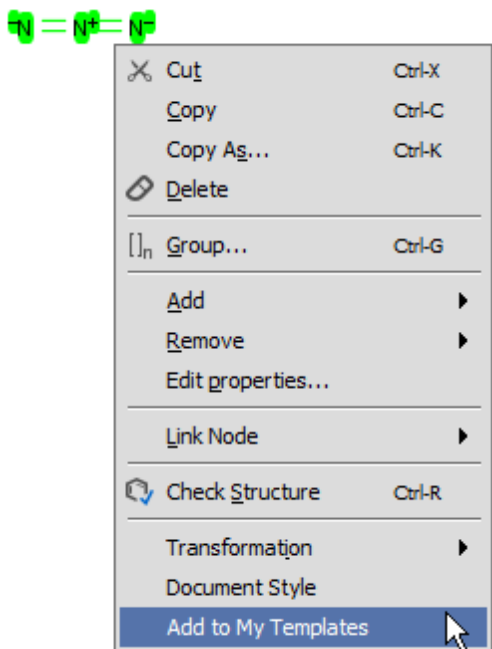 ⁻N=N⁺=N⁻
Cut Ctrl-X
Copy Ctrl-C
Copy As... Ctrl-K
Delete
[]n Group... Ctrl-G
Add
Remove
Edit properties...
Link Node
Check Structure Ctrl-R
Transformation
Document Style
Add to My Templates